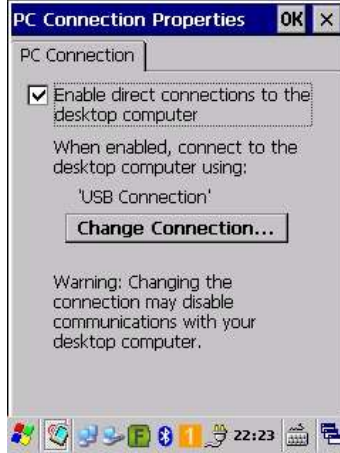 PC Connection Properties OK ×
PC Connection
Enable direct connections to the
desktop computer
When enabled, connect to the
desktop computer using:
'USB Connection'
Change Connection...
Warning: Changing the
connection may disable
communications with your
desktop computer.
F 1 22:23